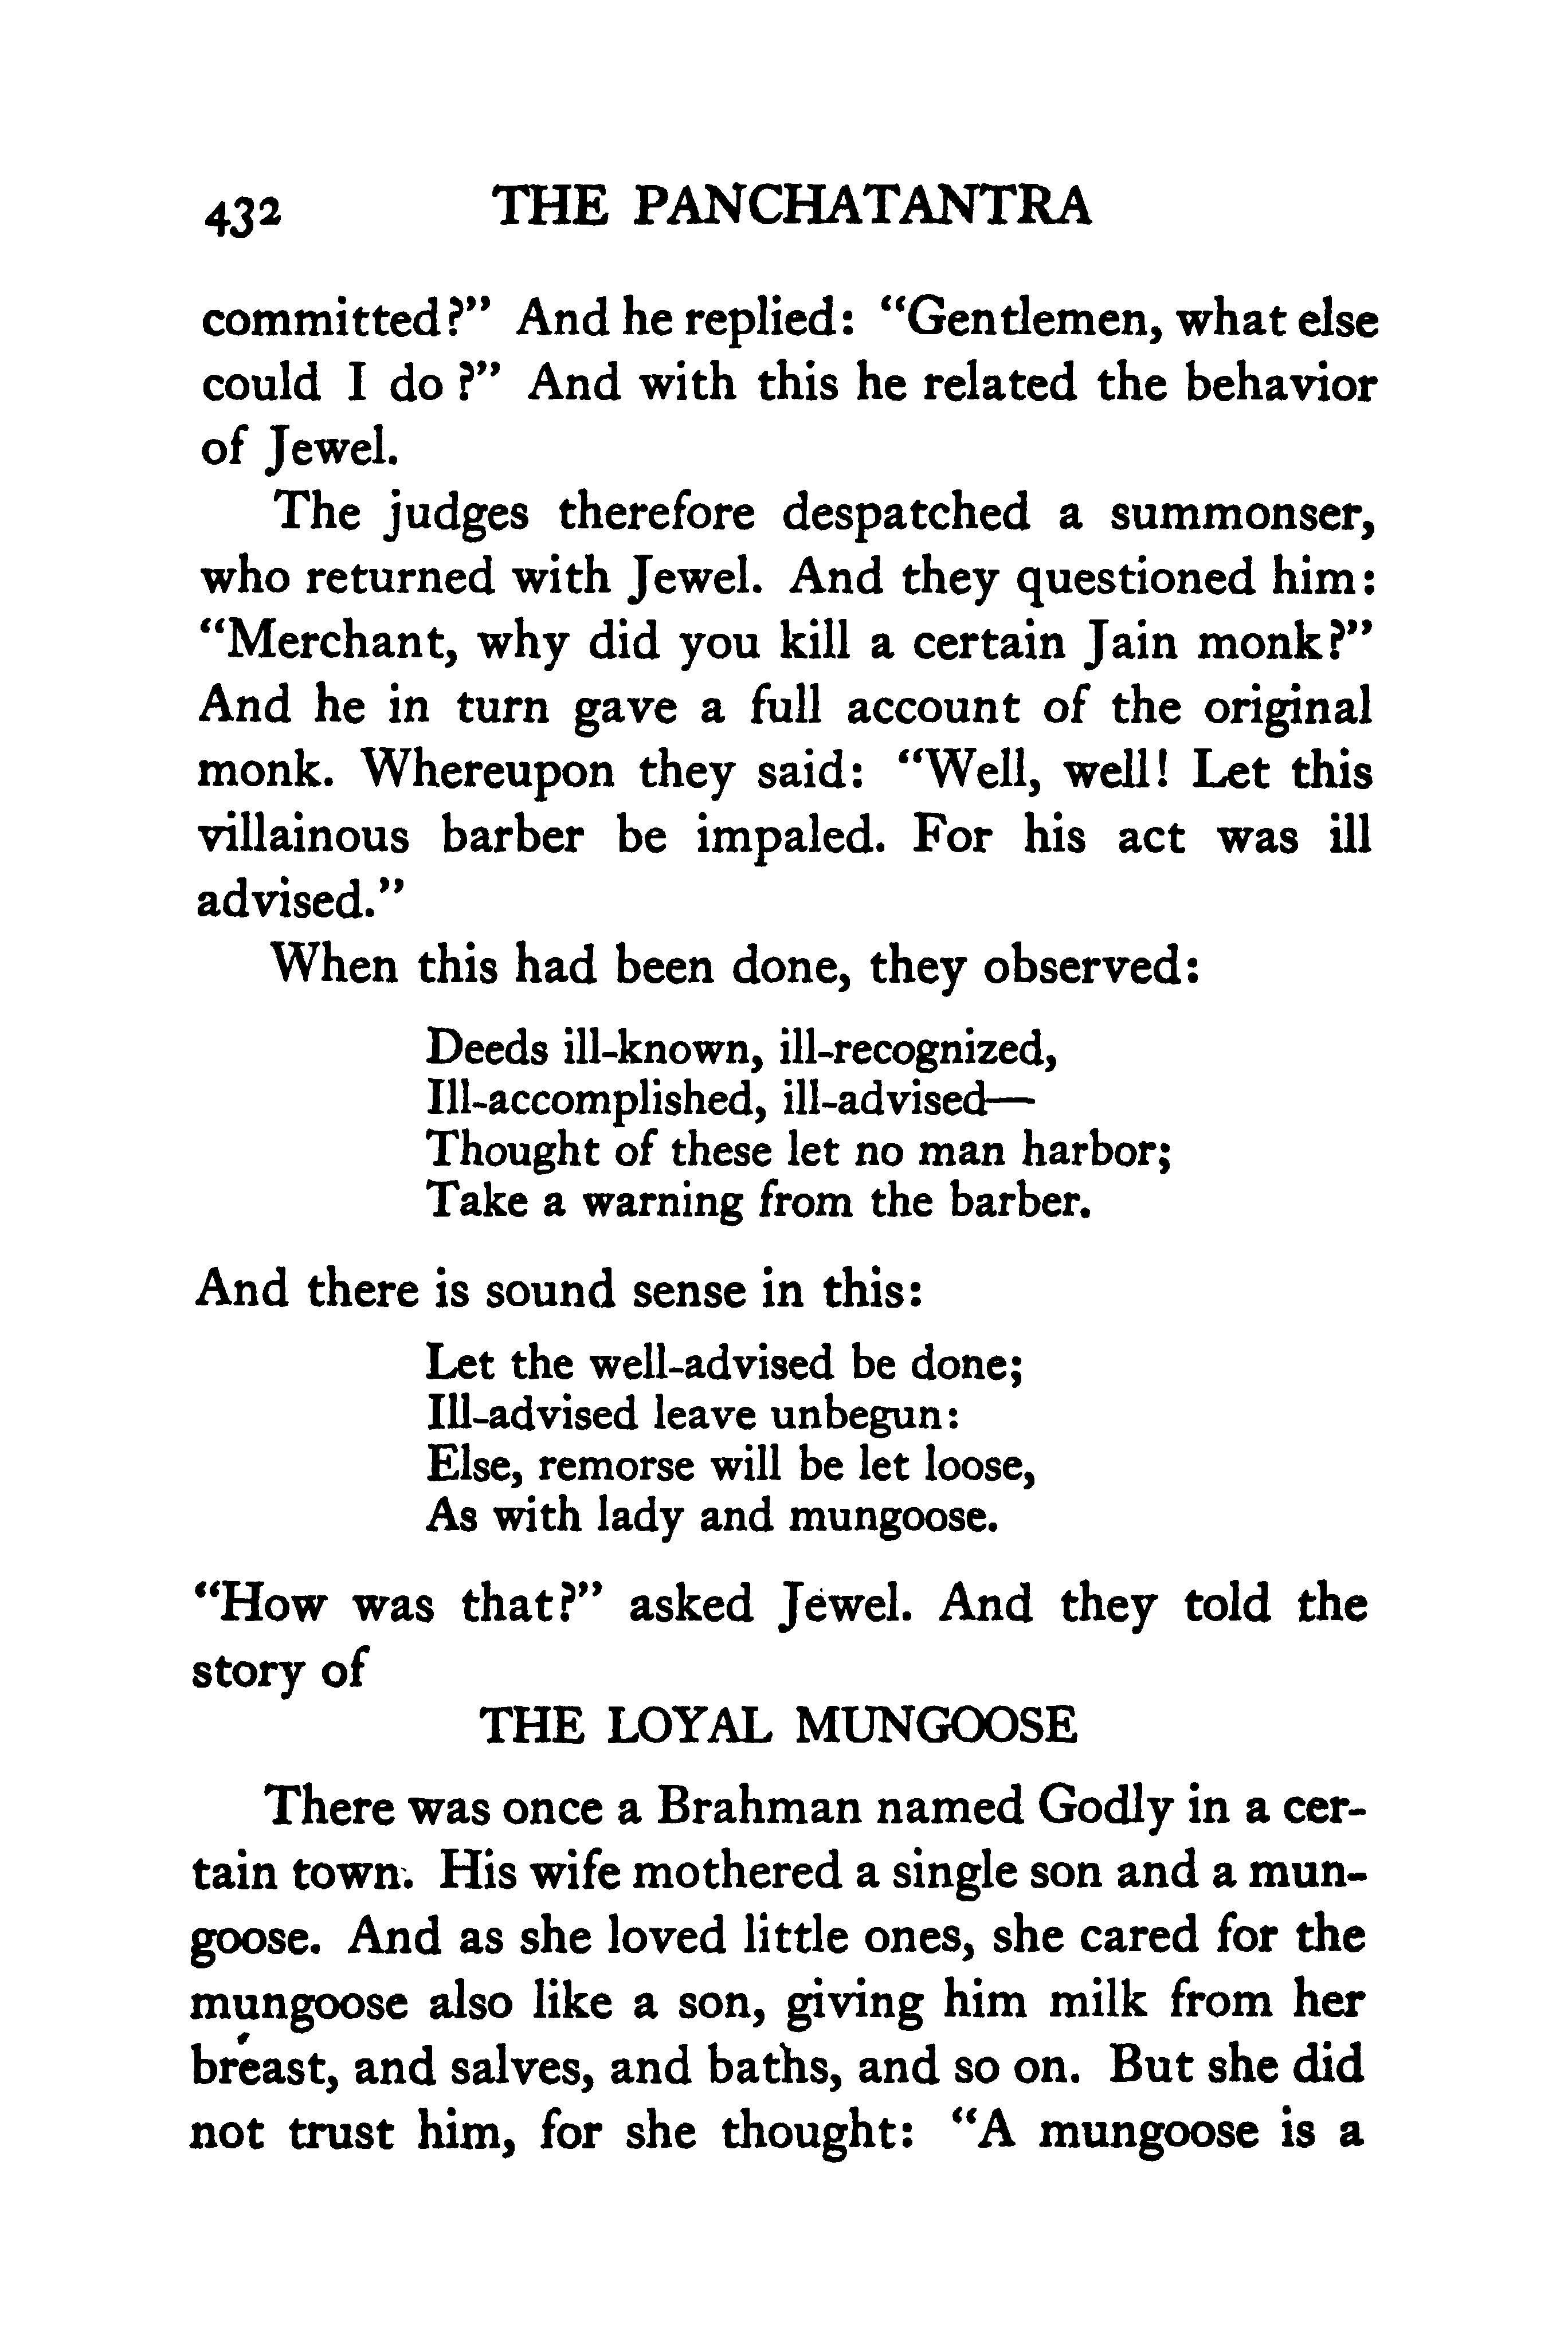 432 THE PANCHATANTRA
committed?" And he replied: "Gentlemen, what else
could I do ?" And with this he related the behavior
of Jewel.
The judges therefore despatched a summonser,
who returned with Jewel. And they questioned him:
"Merchant, why did you kill a certain Jain monk?"
And he in turn gave a full account of the original
monk. Whereupon they said: "Well, well! Let this
villainous barber be impaled. For his act was ill
advised."
When this had been done, they observed:
Deeds ill-known, ill-recognized,
Ill-accomplished, ill-advised—
Thought of these let no man harbor;
Take a warning from the barber.
And there is sound sense in this:
Let the well-advised be done;
Ill-advised leave unbegun:
Else, remorse will be let loose,
As with lady and mungoose.
"How was that?" asked Jewel. And they told the
story of
THE LOYAL MUNGOOSE
There was once a Brahman named Godly in a cer-
tain town. His wife mothered a single son and a mun-
goose. And as she loved little ones, she cared for the
mungoose also like a son, giving him milk from her
breast, and salves, and baths, and so on. But she did
not trust him, for she thought: "A mungoose is a